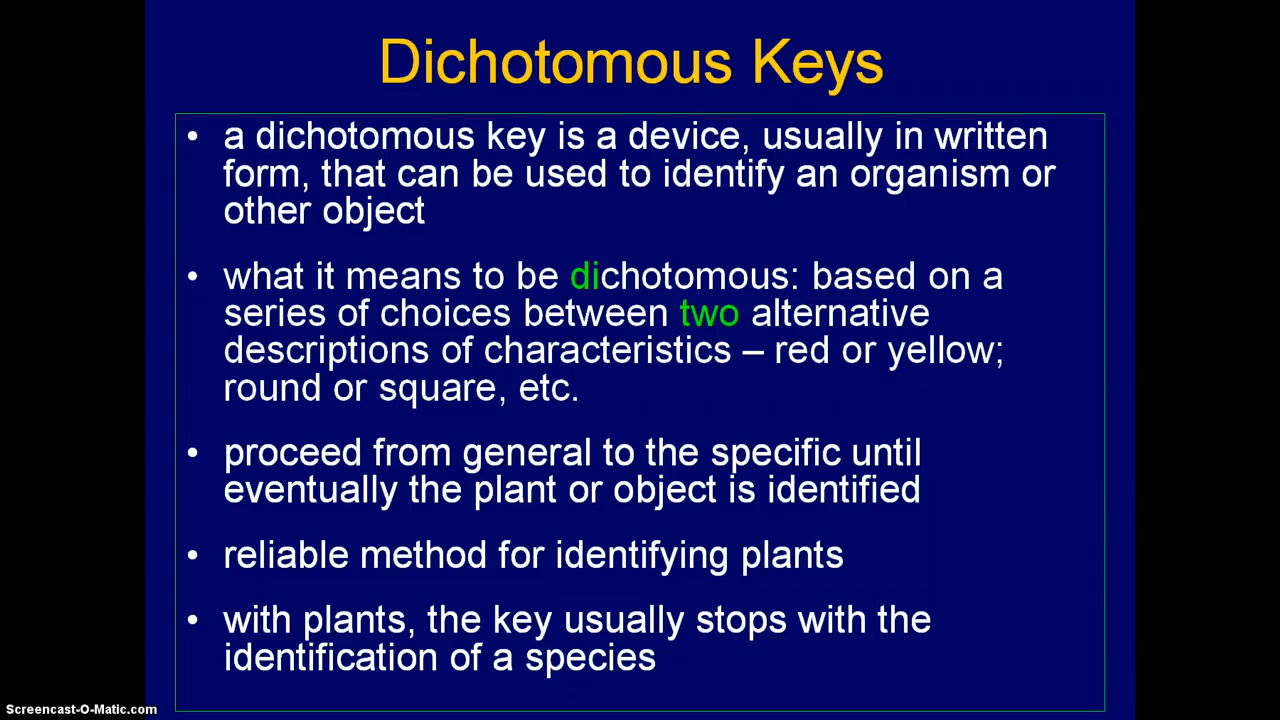 Dichotomous Keys
• a dichotomous key is a device, usually in written
form, that can be used to identify an organism or
other object
• what it means to be dichotomous: based on a
series of choices between two alternative
descriptions of characteristics – red or yellow;
round or square, etc.
• proceed from general to the specific until
eventually the plant or object is identified
• reliable method for identifying plants
• with plants, the key usually stops with the
identification of a species
Screencast-O-Matic.com